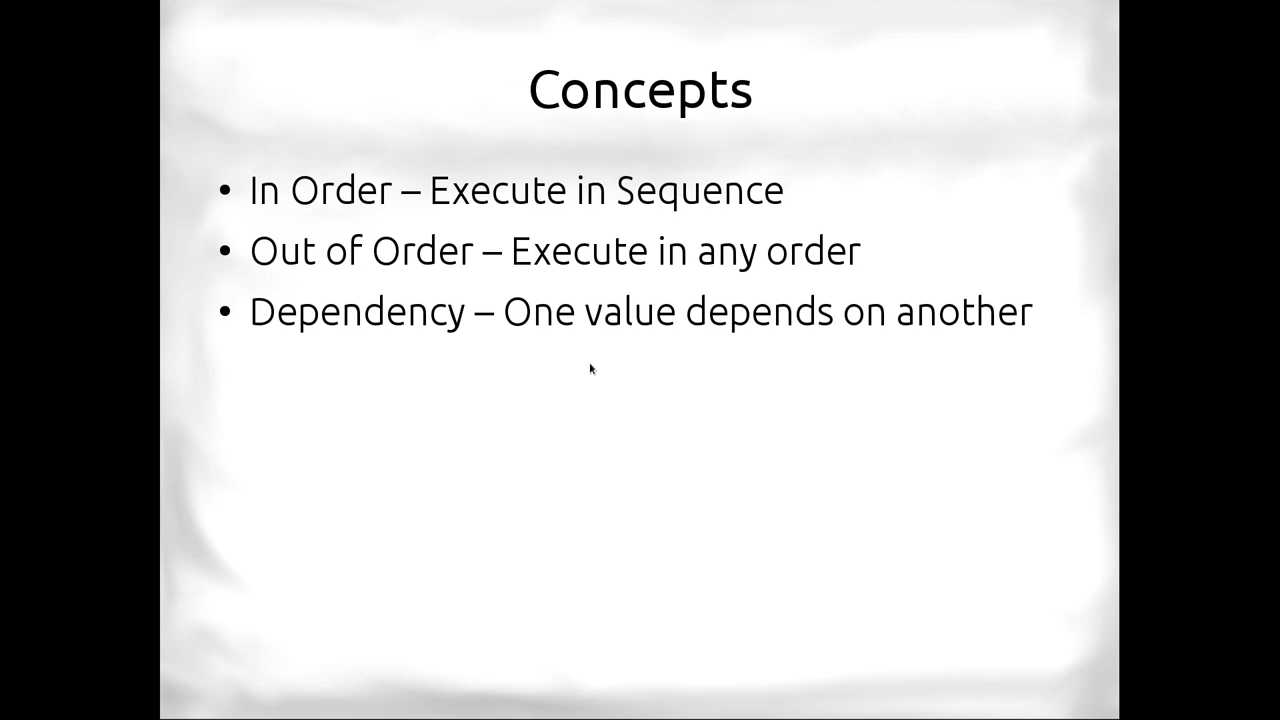 Concepts
• In Order – Execute in Sequence
• Out of Order – Execute in any order
• Dependency – One value depends on another